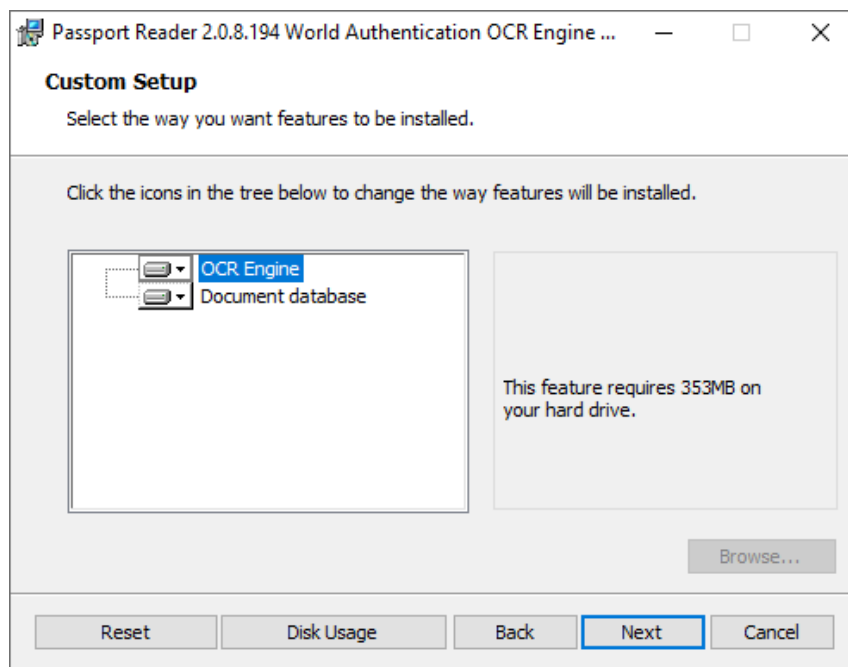 Passport Reader 2.0.8.194 World Authentication OCR Engine ...
Custom Setup
Select the way you want features to be installed.
Click the icons in the tree below to change the way features will be installed.
OCR Engine
Document database
This feature requires 353MB on
your hard drive.
Browse...
Reset Disk Usage Back Next Cancel